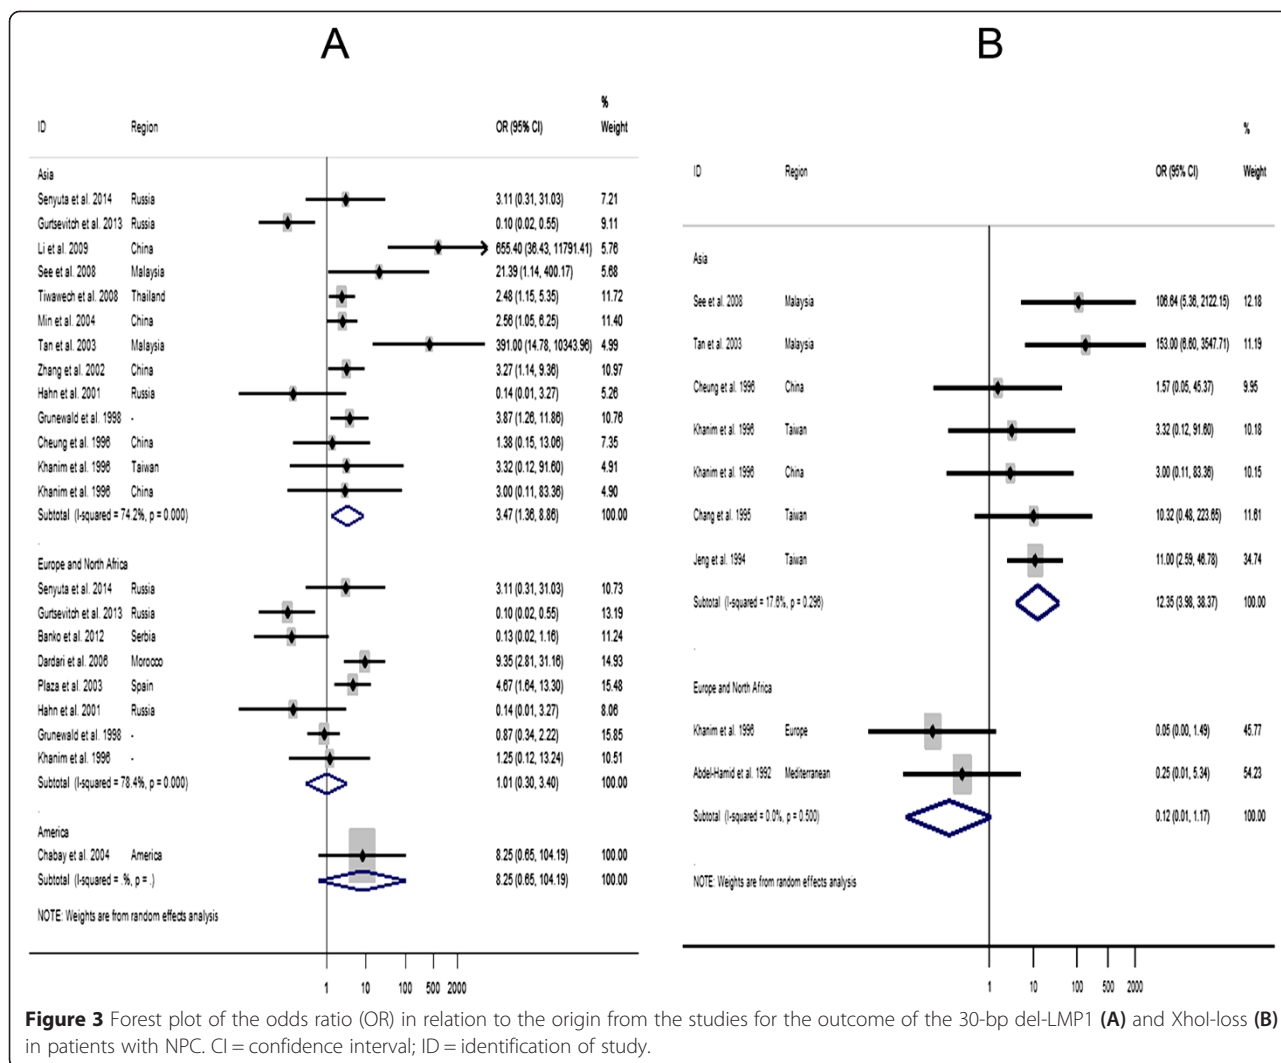 A
%
ID Region OR (95% CI) Weight
Asia
Senyuta et al. 2014 Russia 3.11 (0.31, 31.03) 7.21
Gurtsevitch et al. 2013 Russia 0.10 (0.02, 0.55) 9.11
Li et al. 2009 China 655.40 (36.43, 11791.41) 5.76
See et al. 2008 Malaysia 21.39 (1.14, 400.17) 5.68
Tiwawech et al. 2008 Thailand 2.48 (1.15, 5.35) 11.72
Min et al. 2004 China 2.56 (1.05, 6.25) 11.40
Tan et al. 2003 Malaysia 391.00 (14.78, 10343.96) 4.99
Zhang et al. 2002 China 3.27 (1.14, 9.36) 10.97
Hahn et al. 2001 Russia 0.14 (0.01, 3.27) 5.26
Grunewald et al. 1998 - 3.87 (1.26, 11.86) 10.76
Cheung et al. 1996 China 1.38 (0.15, 13.06) 7.35
Khanim et al. 1996 Taiwan 3.32 (0.12, 91.60) 4.91
Khanim et al. 1996 China 3.00 (0.11, 83.36) 4.90
Subtotal (I-squared = 74.2%, p = 0.000) 3.47 (1.36, 8.86) 100.00
.
Europe and North Africa
Senyuta et al. 2014 Russia 3.11 (0.31, 31.03) 10.73
Gurtsevitch et al. 2013 Russia 0.10 (0.02, 0.55) 13.19
Banko et al. 2012 Serbia 0.13 (0.02, 1.16) 11.24
Dardari et al. 2006 Morocco 9.35 (2.81, 31.16) 14.93
Plaza et al. 2003 Spain 4.67 (1.64, 13.30) 15.48
Hahn et al. 2001 Russia 0.14 (0.01, 3.27) 8.06
Grunewald et al. 1998 - 0.87 (0.34, 2.22) 15.85
Khanim et al. 1996 - 1.25 (0.12, 13.24) 10.51
Subtotal (I-squared = 78.4%, p = 0.000) 1.01 (0.30, 3.40) 100.00
.
America
Chabay et al. 2004 America 8.25 (0.65, 104.19) 100.00
Subtotal (I-squared = .%, p = .) 8.25 (0.65, 104.19) 100.00
NOTE: Weights are from random effects analysis
1 10 100 500 2000
B
%
ID Region OR (95% CI) Weight
Asia
See et al. 2008 Malaysia 106.64 (5.36, 2122.15) 12.18
Tan et al. 2003 Malaysia 153.00 (6.60, 3547.71) 11.19
Cheung et al. 1996 China 1.57 (0.05, 45.37) 9.95
Khanim et al. 1996 Taiwan 3.32 (0.12, 91.60) 10.18
Khanim et al. 1996 China 3.00 (0.11, 83.36) 10.15
Chang et al. 1995 Taiwan 10.32 (0.48, 223.65) 11.61
Jeng et al. 1994 Taiwan 11.00 (2.59, 46.78) 34.74
Subtotal (I-squared = 17.6%, p = 0.296) 12.35 (3.98, 38.37) 100.00
.
Europe and North Africa
Khanim et al. 1996 Europe 0.05 (0.00, 1.49) 45.77
Abdel-Hamid et al. 1992 Mediterranean 0.25 (0.01, 5.34) 54.23
Subtotal (I-squared = 0.0%, p = 0.500) 0.12 (0.01, 1.17) 100.00
.
NOTE: Weights are from random effects analysis
1 10 100 500 2000
Figure 3 Forest plot of the odds ratio (OR) in relation to the origin from the studies for the outcome of the 30-bp del-LMP1 (A) and XhoI-loss (B)
in patients with NPC. CI = confidence interval; ID = identification of study.